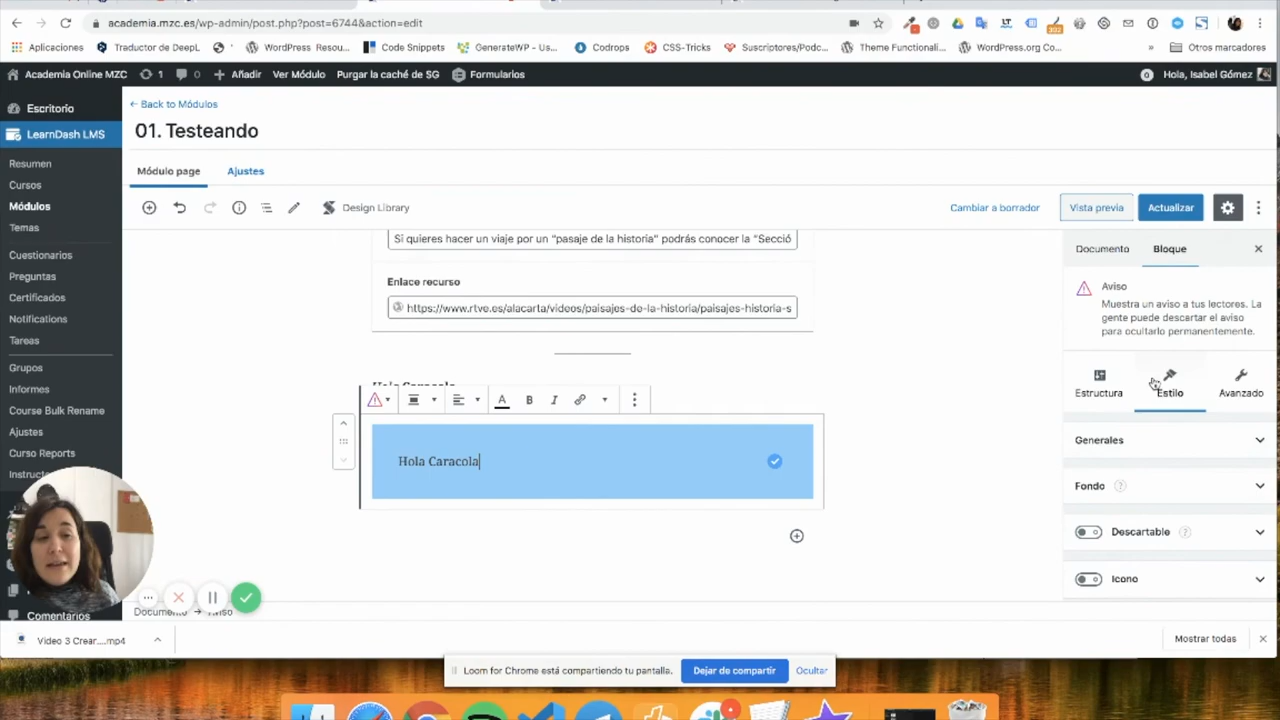 academia.mzc.es/wp-admin/post.php?post=6744&action=edit
Aplicaciones
Traductor de DeepL
WordPress Resou...
Code Snippets
GenerateWP - Us...
Codrops
CSS-Tricks
Suscriptores/Podc...
Theme Functionali...
WordPress.org Co...
»
Otros marcadores
Academia Online MZC
1
0
Añadir
Ver Módulo
Purgar la caché de SG
Formularios
0
Hola, Isabel Gómez
Escritorio
LearnDash LMS
Resumen
Cursos
Módulos
Temas
Cuestionarios
Preguntas
Certificados
Notifications
Tareas
Grupos
Informes
Course Bulk Rename
Ajustes
Curso Reports
Comentarios
← Back to Módulos
01. Testeando
Módulo page
Ajustes
Design Library
Cambiar a borrador
Vista previa
Actualizar
Si quieres hacer un viaje por un "pasaje de la historia" podrás conocer la "Secció
Enlace recurso
https://www.rtve.es/alacarta/videos/paisajes-de-la-historia/paisajes-historia-s
Hola Caracola
A
B
I
Hola Caracola
Documento
Bloque
Aviso
Muestra un aviso a tus lectores. La
gente puede descartar el aviso
para ocultarlo permanentemente.
Estructura
Estilo
Avanzado
Generales
Fondo
Descartable
Icono
Documento → Aviso
Video 3 Crear....mp4
Mostrar todas
Loom for Chrome está compartiendo tu pantalla.
Dejar de compartir
Ocultar